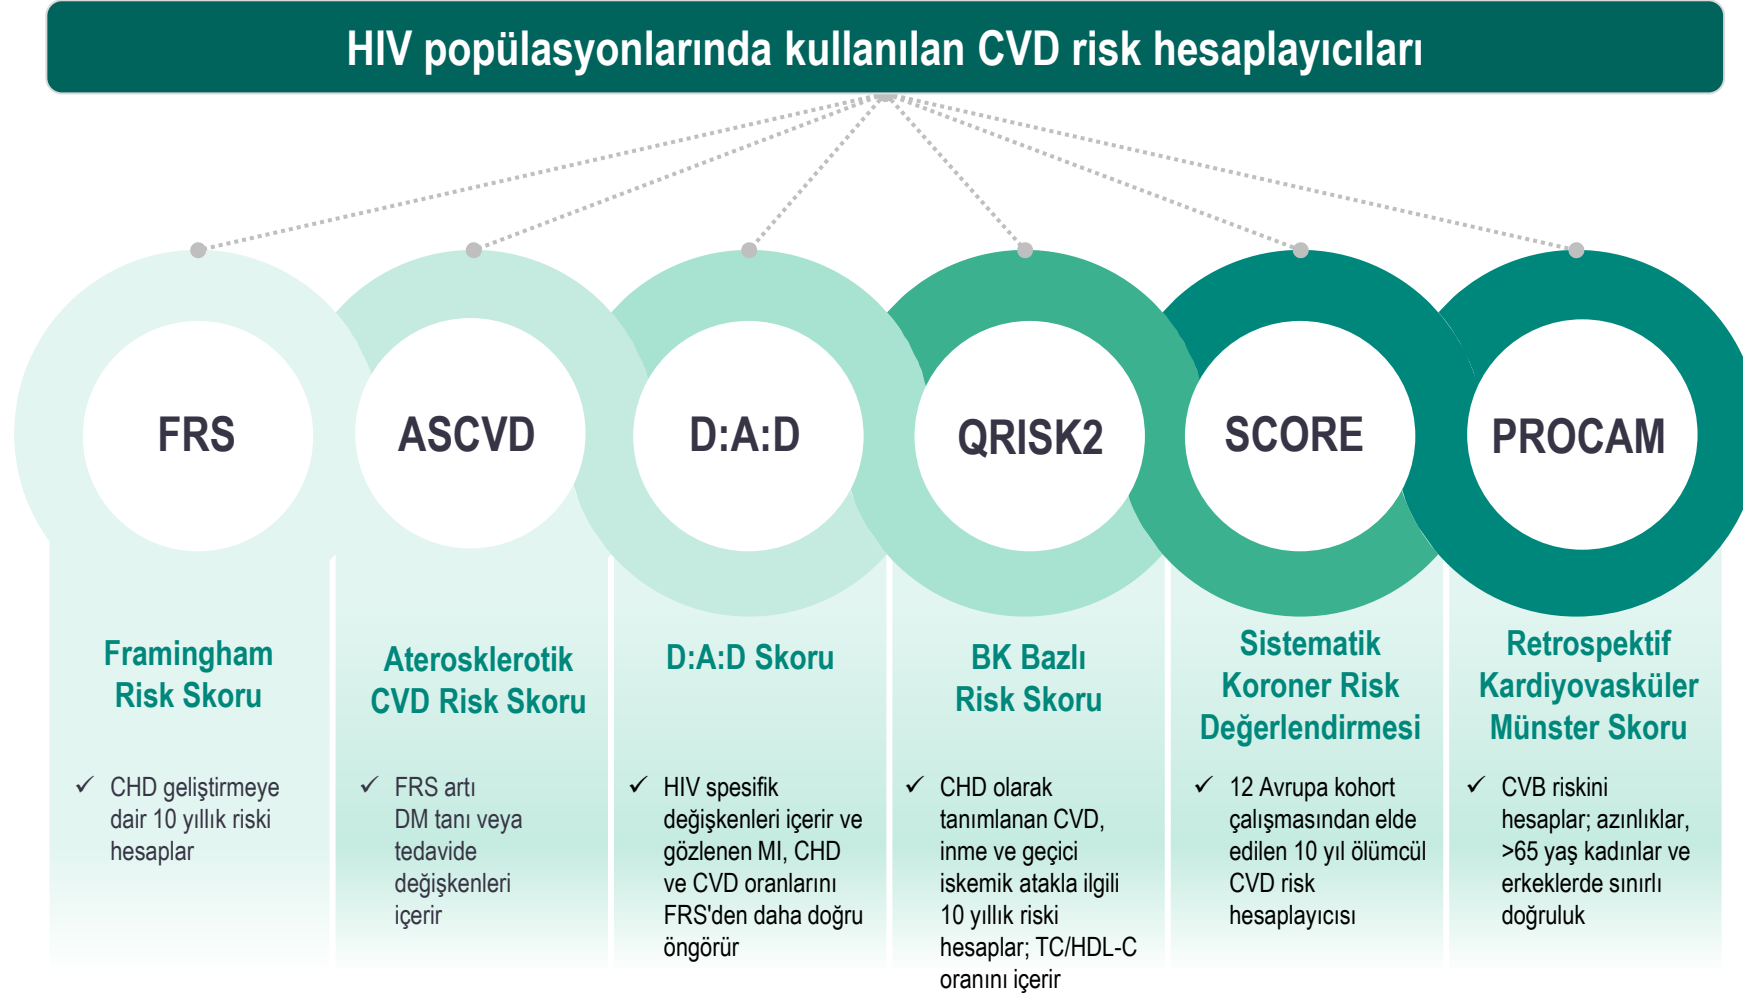 HIV popülasyonlarında kullanılan CVD risk hesaplayıcıları
FRS
Framingham
Risk Skoru
✓ CHD geliştirmeye
dair 10 yıllık riski
hesaplar
ASCVD
Aterosklerotik
CVD Risk Skoru
✓ FRS artı
DM tanı veya
tedavide
değişkenleri
içerir
D:A:D
D:A:D Skoru
✓ HIV spesifik
değişkenleri içerir ve
gözlenen MI, CHD
ve CVD oranlarını
FRS'den daha doğru
öngörür
QRISK2
BK Bazlı
Risk Skoru
✓ CHD olarak
tanımlanan CVD,
inme ve geçici
iskemik atakla ilgili
10 yıllık riski
hesaplar; TC/HDL-C
oranını içerir
SCORE
Sistematik
Koroner Risk
Değerlendirmesi
✓ 12 Avrupa kohort
çalışmasından elde
edilen 10 yıl ölümcül
CVD risk
hesaplayıcısı
PROCAM
Retrospektif
Kardiyovasküler
Münster Skoru
✓ CVB riskini
hesaplar; azınlıklar,
>65 yaş kadınlar ve
erkeklerde sınırlı
doğruluk